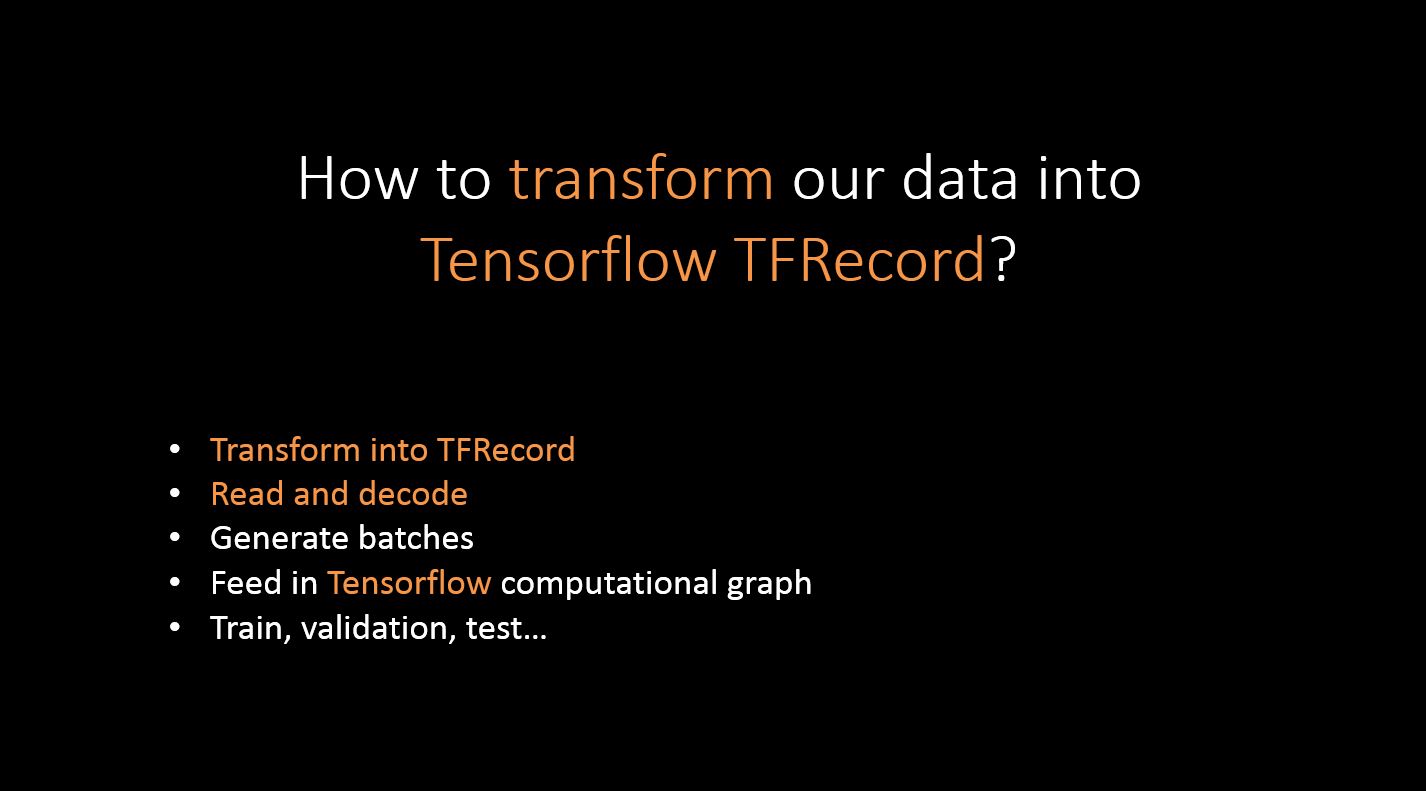 How to transform our data into
Tensorflow TFRecord?
• Transform into TFRecord
• Read and decode
• Generate batches
• Feed in Tensorflow computational graph
• Train, validation, test...